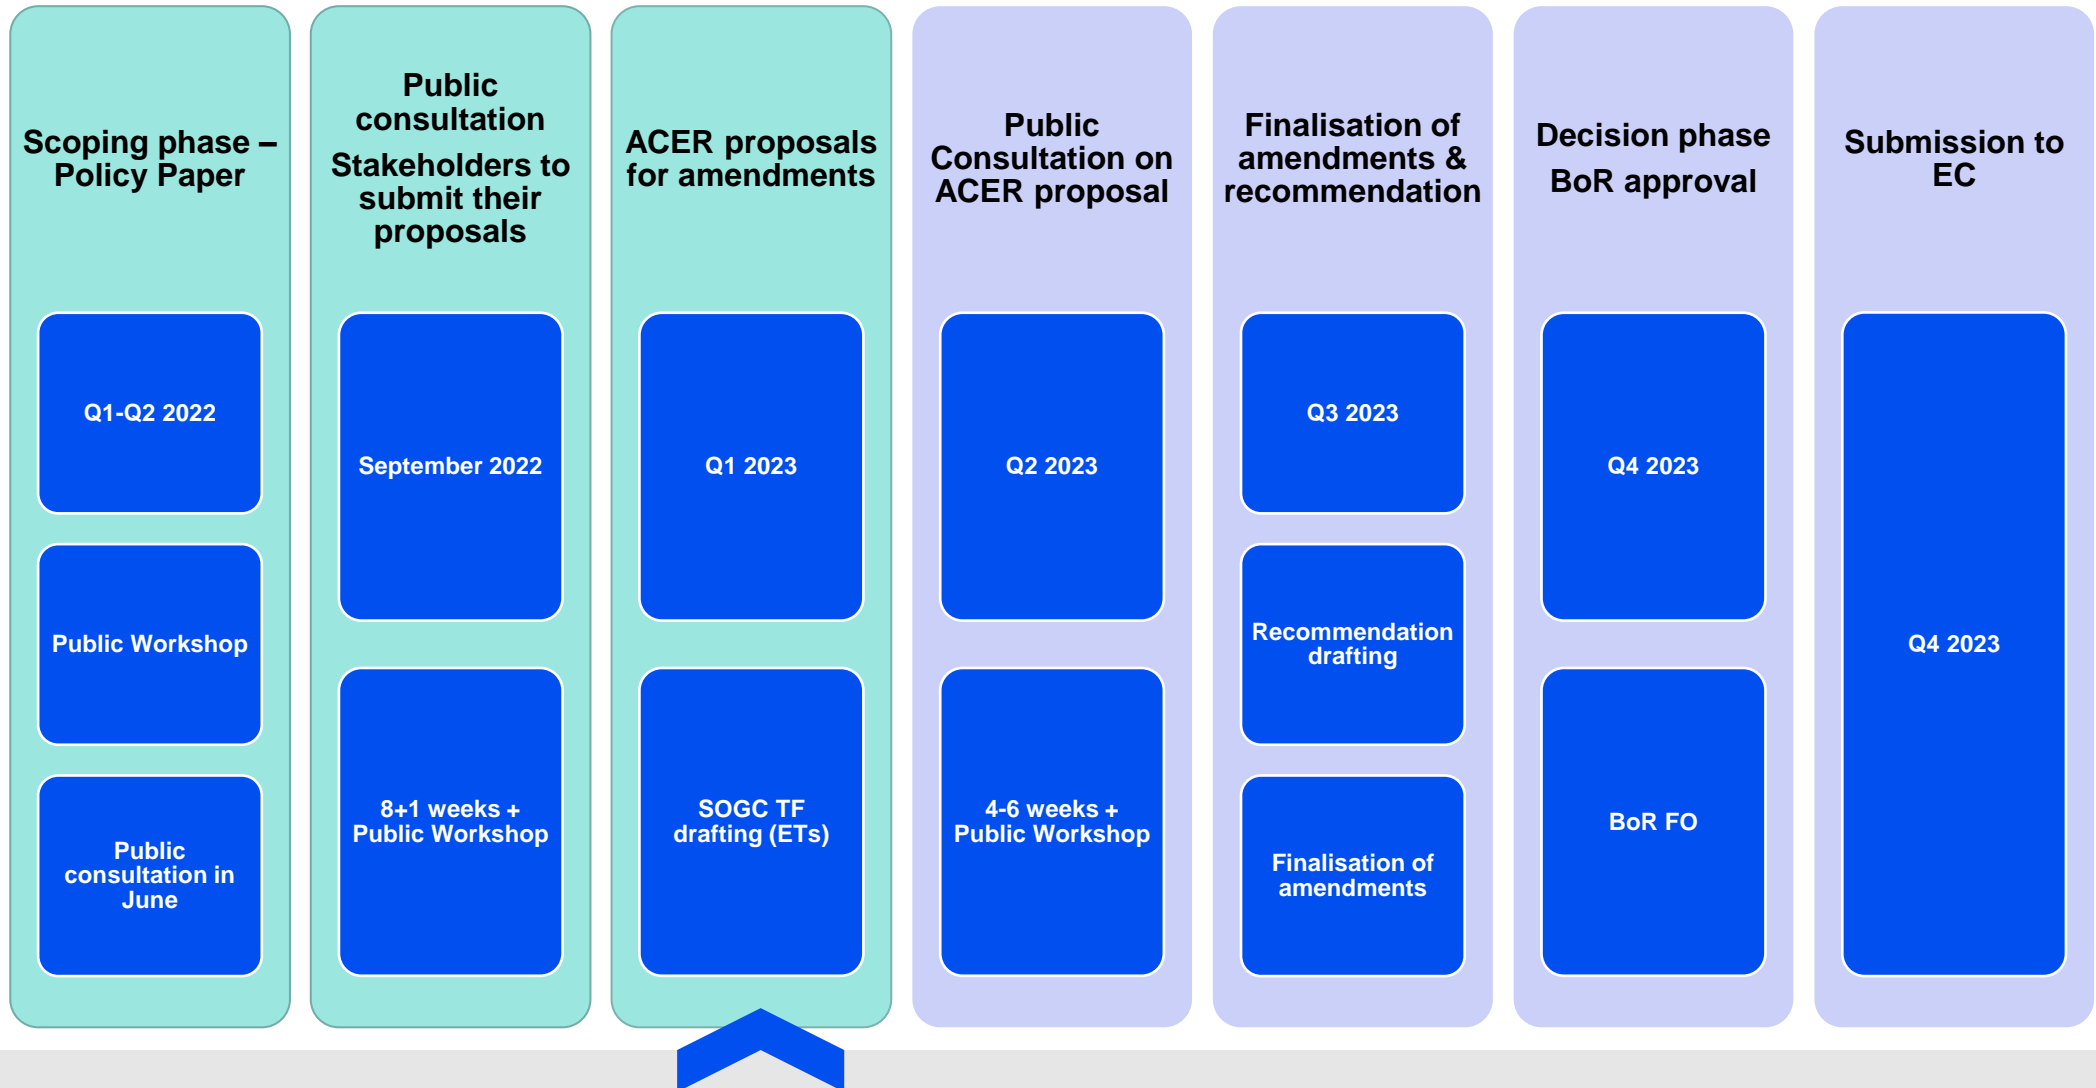 Scoping phase –
Policy Paper
Q1-Q2 2022
Public Workshop
Public
consultation in
June
Public
consultation
Stakeholders to
submit their
proposals
September 2022
8+1 weeks +
Public Workshop
ACER proposals
for amendments
Q1 2023
SOGC TF
drafting (ETs)
Public
Consultation on
ACER proposal
Q2 2023
4-6 weeks +
Public Workshop
Finalisation of
amendments &
recommendation
Q3 2023
Recommendation
drafting
Finalisation of
amendments
Decision phase
BoR approval
Q4 2023
BoR FO
Submission to
EC
Q4 2023